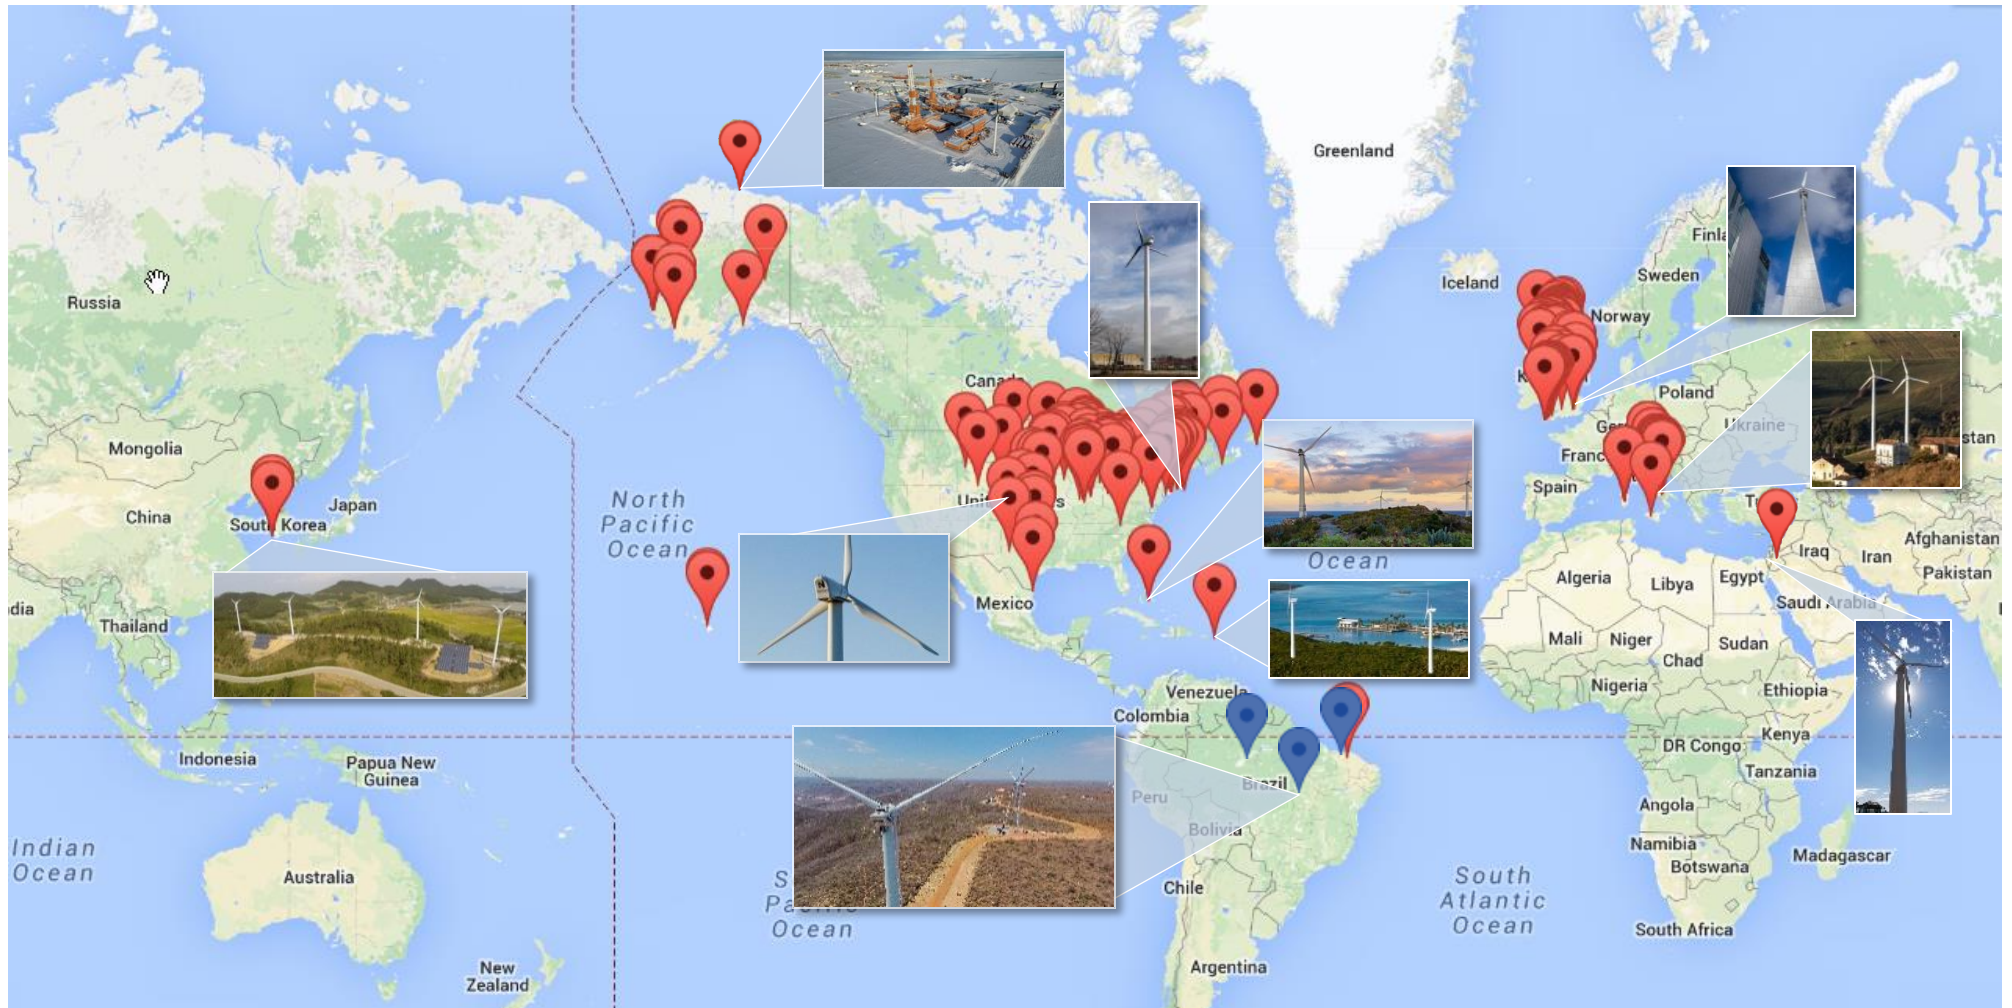 Greenland
Finla
Iceland
Sweden
Russia
Norway
Canada
Poland
Ukraine
Mongolia
stan
Franc
North
Pacific
Ocean
Spain
Japan
China
South Korea
Afghanistan
Iraq
Iran
Ocean
Algeria
Libya
Egypt
Pakistan
Mexico
Saudi Arabia
dia
Thailand
Mali
Niger
Sudan
Chad
Nigeria
Ethiopia
Venezuela
Colombia
Kenya
DR Congo
Indonesia
Papua New
Guinea
Tanzania
Brazil
Peru
Angola
Bolivia
Namibia
Botswana
Madagascar
Indian
Ocean
Australia
Chile
South
Atlantic
Ocean
Pacific
Ocean
South Africa
New
Zealand
Argentina